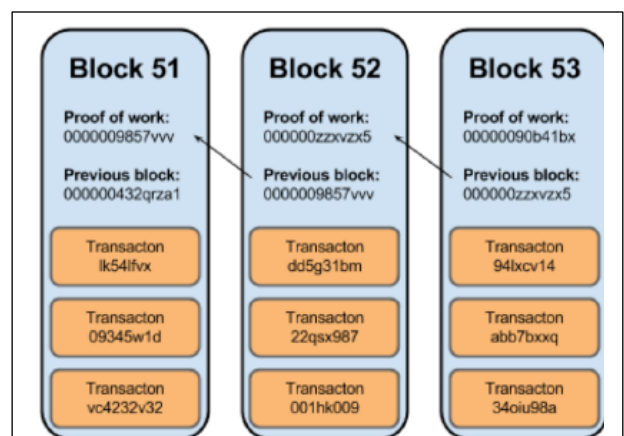 Block 51
Proof of work:
0000009857vvv
Previous block:
000000432qrza1
Transacton
lk54lfvx
Transacton
09345w1d
Transacton
vc4232v32
Block 52
Proof of work:
000000zzxvzx5
Previous block:
0000009857vvv
Transacton
dd5g31bm
Transacton
22qsx987
Transacton
001hk009
Block 53
Proof of work:
00000090b41bx
Previous block:
000000zzxvzx5
Transacton
94lxcv14
Transacton
abb7bxxq
Transacton
34oiu98a